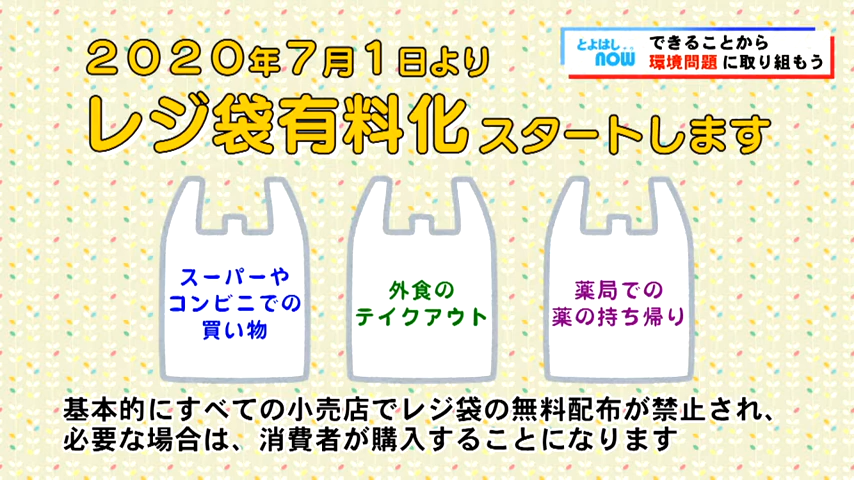 とよはし
now
できることから
環境問題に取り組もう
2020年7月1日より
レジ袋有料化スタートします
スーパーや
コンビニでの
買い物
外食の
テイクアウト
薬局での
薬の持ち帰り
基本的にすべての小売店でレジ袋の無料配布が禁止され、
必要な場合は、消費者が購入することになります